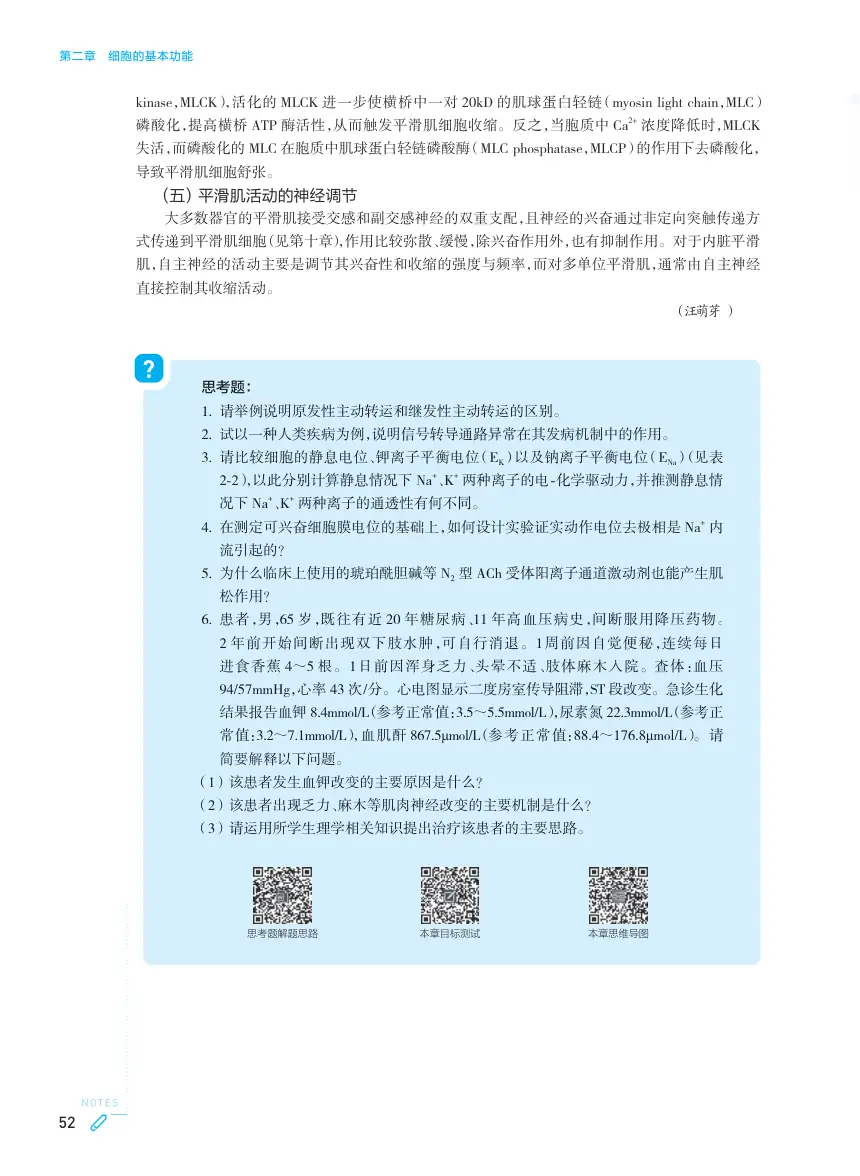 第二章 细胞的基本功能
kinase,MLCK),活化的 MLCK 进一步使横桥中一对 20kD 的肌球蛋白轻链(myosin light chain,MLC)
磷酸化,提高横桥 ATP 酶活性,从而触发平滑肌细胞收缩。反之,当胞质中 Ca²⁺ 浓度降低时,MLCK
失活,而磷酸化的 MLC 在胞质中肌球蛋白轻链磷酸酶(MLC phosphatase,MLCP)的作用下去磷酸化,
导致平滑肌细胞舒张。
(五)平滑肌活动的神经调节
大多数器官的平滑肌接受交感和副交感神经的双重支配,且神经的兴奋通过非定向突触传递方
式传递到平滑肌细胞(见第十章),作用比较弥散、缓慢,除兴奋作用外,也有抑制作用。对于内脏平滑
肌,自主神经的活动主要是调节其兴奋性和收缩的强度与频率,而对多单位平滑肌,通常由自主神经
直接控制其收缩活动。
(汪萌芽)
?
思考题:
1. 请举例说明原发性主动转运和继发性主动转运的区别。
2. 试以一种人类疾病为例,说明信号转导通路异常在其发病机制中的作用。
3. 请比较细胞的静息电位、钾离子平衡电位(E_K)以及钠离子平衡电位(E_Na)(见表
2-2),以此分别计算静息情况下 Na⁺、K⁺ 两种离子的电-化学驱动力,并推测静息情
况下 Na⁺、K⁺ 两种离子的通透性有何不同。
4. 在测定可兴奋细胞膜电位的基础上,如何设计实验证实动作电位去极相是 Na⁺ 内
流引起的?
5. 为什么临床上使用的琥珀酰胆碱等 N₂ 型 ACh 受体阳离子通道激动剂也能产生肌
松作用?
6. 患者,男,65 岁,既往有近 20 年糖尿病、11 年高血压病史,间断服用降压药物。
2 年前开始间断出现双下肢水肿,可自行消退。1周前因自觉便秘,连续每日
进食香蕉 4~5 根。1日前因浑身乏力、头晕不适、肢体麻木入院。查体:血压
94/57mmHg,心率 43 次/分。心电图显示二度房室传导阻滞,ST 段改变。急诊生化
结果报告血钾 8.4mmol/L(参考正常值:3.5~5.5mmol/L),尿素氮 22.3mmol/L(参考正
常值:3.2~7.1mmol/L),血肌酐 867.5μmol/L(参考正常值:88.4~176.8μmol/L)。请
简要解释以下问题。
(1)该患者发生血钾改变的主要原因是什么?
(2)该患者出现乏力、麻木等肌肉神经改变的主要机制是什么?
(3)请运用所学生理学相关知识提出治疗该患者的主要思路。
思考题解题思路 本章目标测试 本章思维导图
NOTES
52